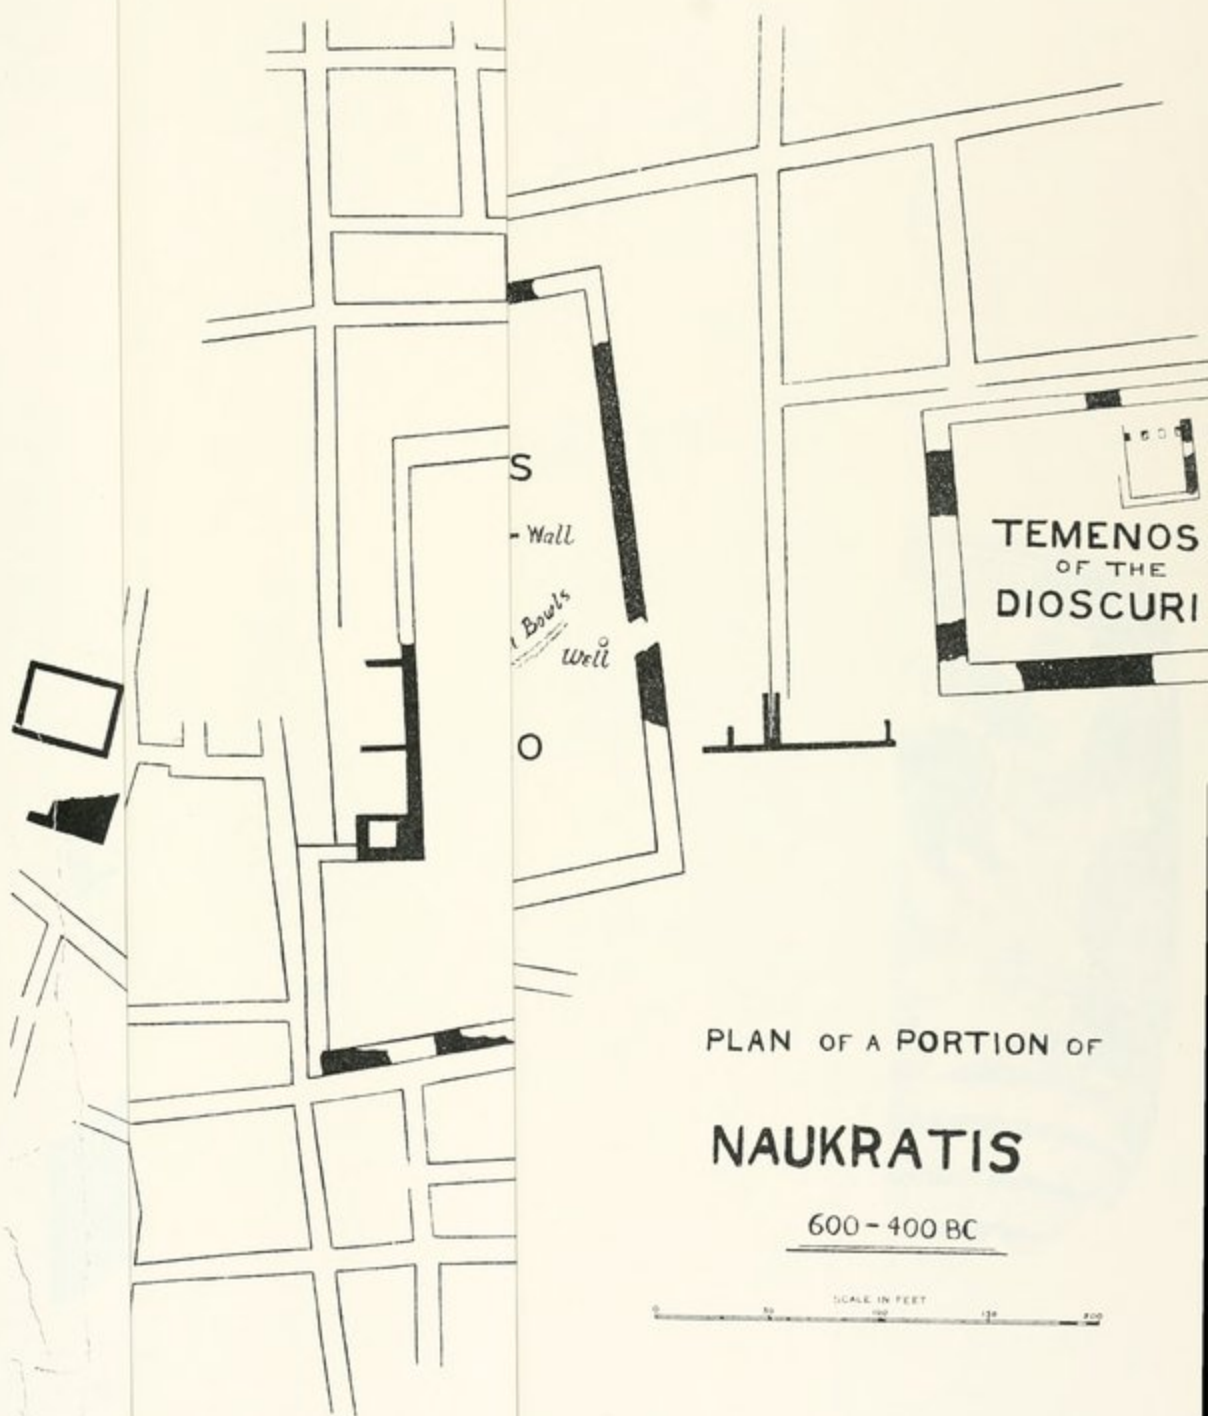 S
- Wall
Bowls
Well
O
TEMENOS
OF THE
DIOSCURI
PLAN OF A PORTION OF
NAUKRATIS
600 - 400 BC
SCALE IN FEET
0 50 100 150 200